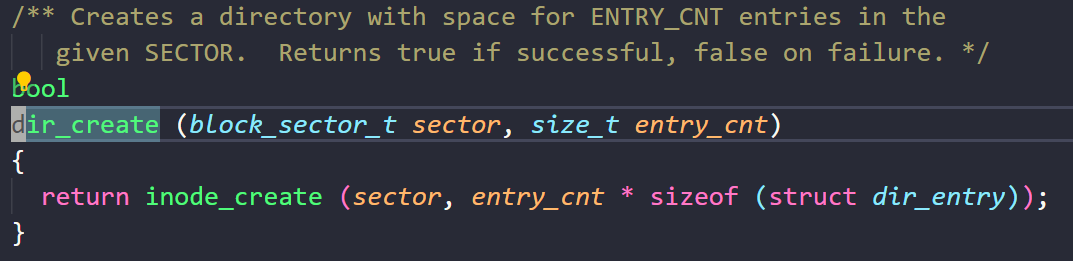 /** Creates a directory with space for ENTRY_CNT entries in the
given SECTOR.  Returns true if successful, false on failure. */
bool
dir_create (block_sector_t sector, size_t entry_cnt)
{
  return inode_create (sector, entry_cnt * sizeof (struct dir_entry));
}